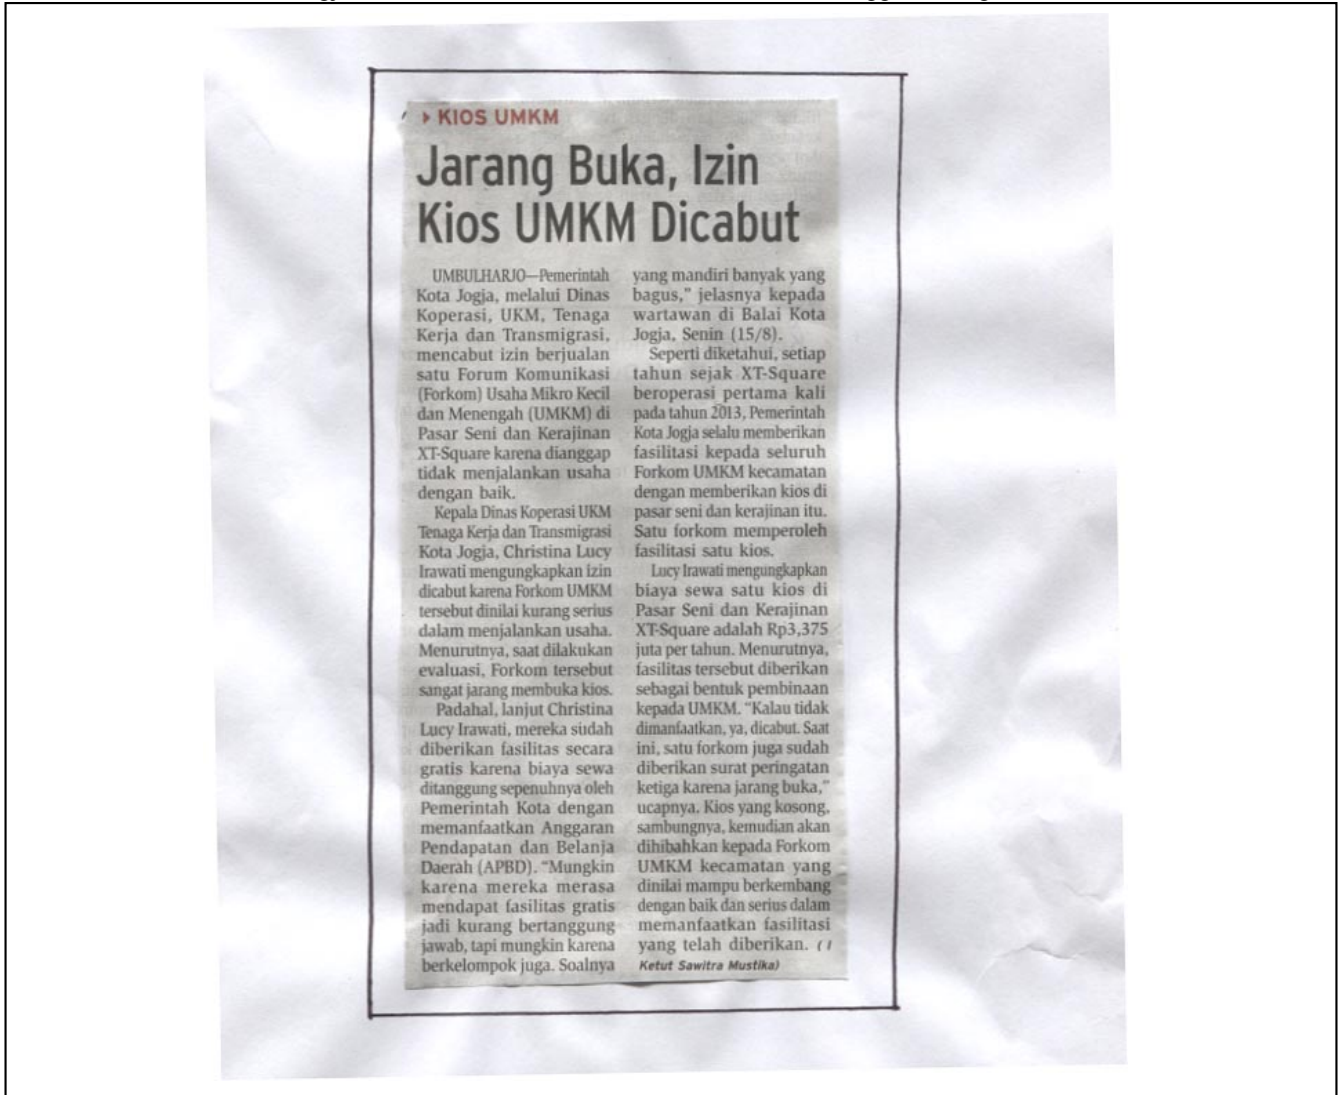 KIOS UMKM
Jarang Buka, Izin
Kios UMKM Dicabut
UMBULHARJO—Pemerintah
Kota Jogja, melalui Dinas
Koperasi, UKM, Tenaga
Kerja dan Transmigrasi,
mencabut izin berjualan
satu Forum Komunikasi
(Forkom) Usaha Mikro Kecil
dan Menengah (UMKM) di
Pasar Seni dan Kerajinan
XT-Square karena dianggap
tidak menjalankan usaha
dengan baik.
Kepala Dinas Koperasi UKM
Tenaga Kerja dan Transmigrasi
Kota Jogja, Christina Lucy
Irawati mengungkapkan izin
dicabut karena Forkom UMKM
tersebut dinilai kurang serius
dalam menjalankan usaha.
Menurutnya, saat dilakukan
evaluasi, Forkom tersebut
sangat jarang membuka kios.
Padahal, lanjut Christina
Lucy Irawati, mereka sudah
diberikan fasilitas secara
gratis karena biaya sewa
ditanggung sepenuhnya oleh
Pemerintah Kota dengan
memanfaatkan Anggaran
Pendapatan dan Belanja
Daerah (APBD). “Mungkin
karena mereka merasa
mendapat fasilitas gratis
jadi kurang bertanggung
jawab, tapi mungkin karena
berkelompok juga. Soalnya
yang mandiri banyak yang
bagus,” jelasnya kepada
wartawan di Balai Kota
Jogja, Senin (15/8).
Seperti diketahui, setiap
tahun sejak XT-Square
beroperasi pertama kali
pada tahun 2013, Pemerintah
Kota Jogja selalu memberikan
fasilitasi kepada seluruh
Forkom UMKM kecamatan
dengan memberikan kios di
pasar seni dan kerajinan itu.
Satu forkom memperoleh
fasilitasi satu kios.
Lucy Irawati mengungkapkan
biaya sewa satu kios di
Pasar Seni dan Kerajinan
XT-Square adalah Rp3,375
juta per tahun. Menurutnya,
fasilitas tersebut diberikan
sebagai bentuk pembinaan
kepada UMKM. “Kalau tidak
dimanfaatkan, ya, dicabut. Saat
ini, satu forkom juga sudah
diberikan surat peringatan
ketiga karena jarang buka,”
ucapnya. Kios yang kosong,
sambungnya, kemudian akan
dihibahkan kepada Forkom
UMKM kecamatan yang
dinilai mampu berkembang
dengan baik dan serius dalam
memanfaatkan fasilitasi
yang telah diberikan. (I
Ketut Sawitra Mustika)